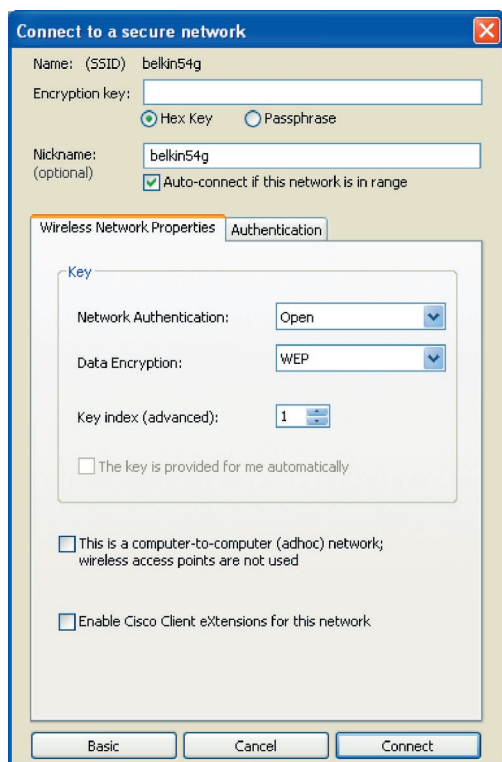 Connect to a secure network
Name: (SSID) belkin54g
Encryption key:
Hex Key Passphrase
Nickname: belkin54g
(optional)
Auto-connect if this network is in range
Wireless Network Properties Authentication
Key
Network Authentication: Open
Data Encryption: WEP
Key index (advanced): 1
The key is provided for me automatically
This is a computer-to-computer (adhoc) network;
wireless access points are not used
Enable Cisco Client eXtensions for this network
Basic Cancel Connect